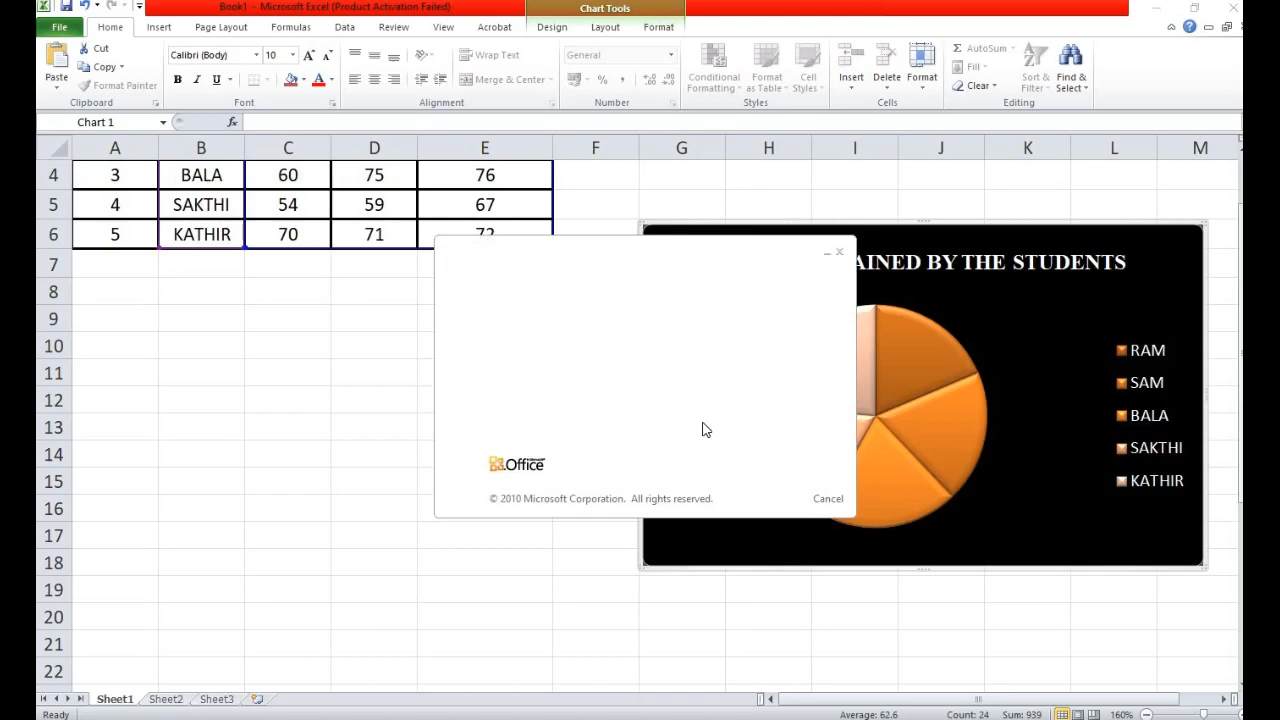 Book1 - Microsoft Excel (Product Activation Failed)
Chart Tools
File Home Insert Page Layout Formulas Data Review View Acrobat Design Layout Format
Paste
Cut
Copy
Format Painter
Clipboard
Calibri (Body) 10
B I U
Font
Wrap Text
Merge & Center
Alignment
General
Number
Conditional Formatting
Format as Table
Cell Styles
Styles
Insert Delete Format
Cells
AutoSum
Fill
Clear
Sort & Filter
Find & Select
Editing
Chart 1 fx
A B C D E F G H I J K L M
4 3 BALA 60 75 76
5 4 SAKTHI 54 59 67
6 5 KATHIR 70 71
7
8
9
10
11
12
13
14
15
16
17
18
19
20
21
22
AINED BY THE STUDENTS
RAM
SAM
BALA
SAKTHI
KATHIR
Office
© 2010 Microsoft Corporation. All rights reserved. Cancel
Sheet1 Sheet2 Sheet3
Ready Average: 62.6 Count: 24 Sum: 939 160%